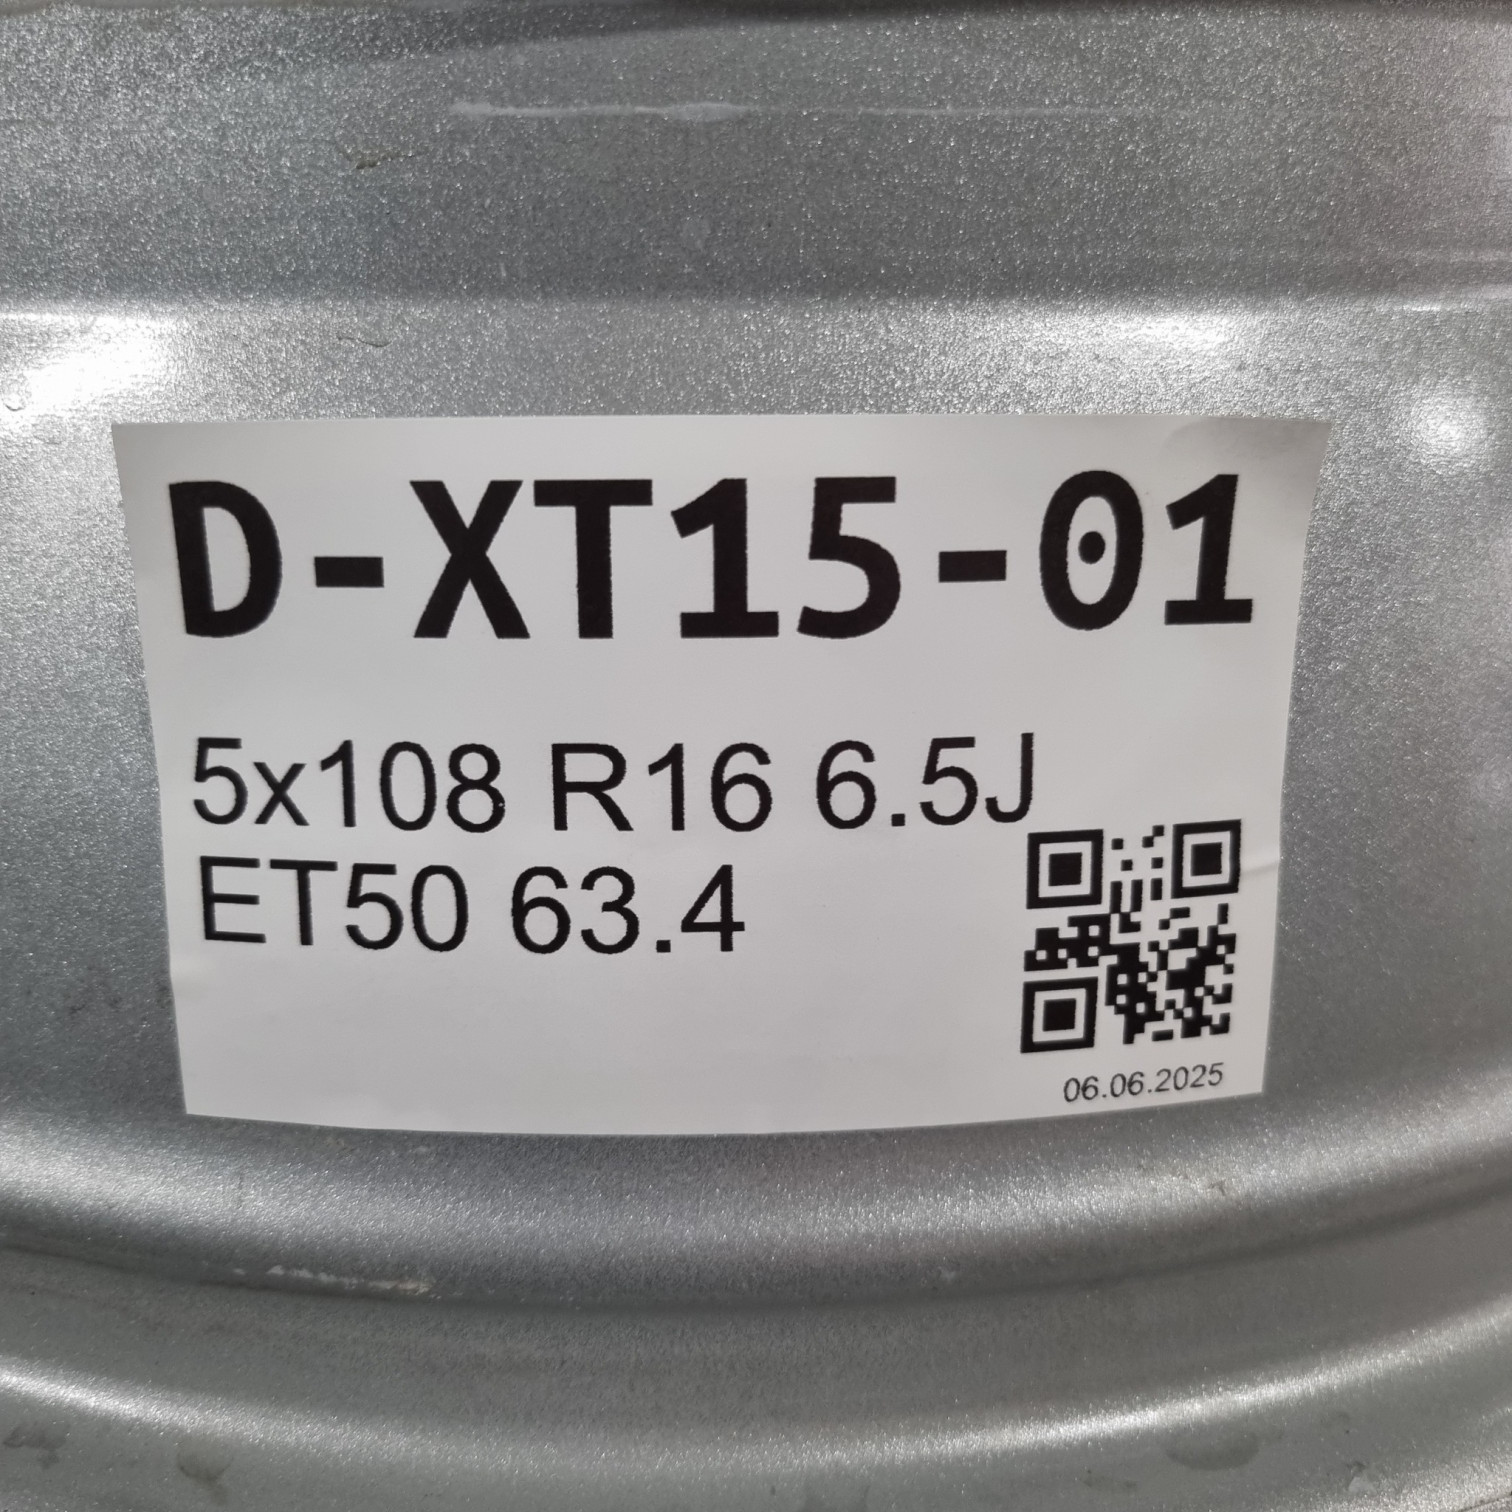 D-XT15-01
5x108 R16 6.5J
ET50 63.4
06.06.2025